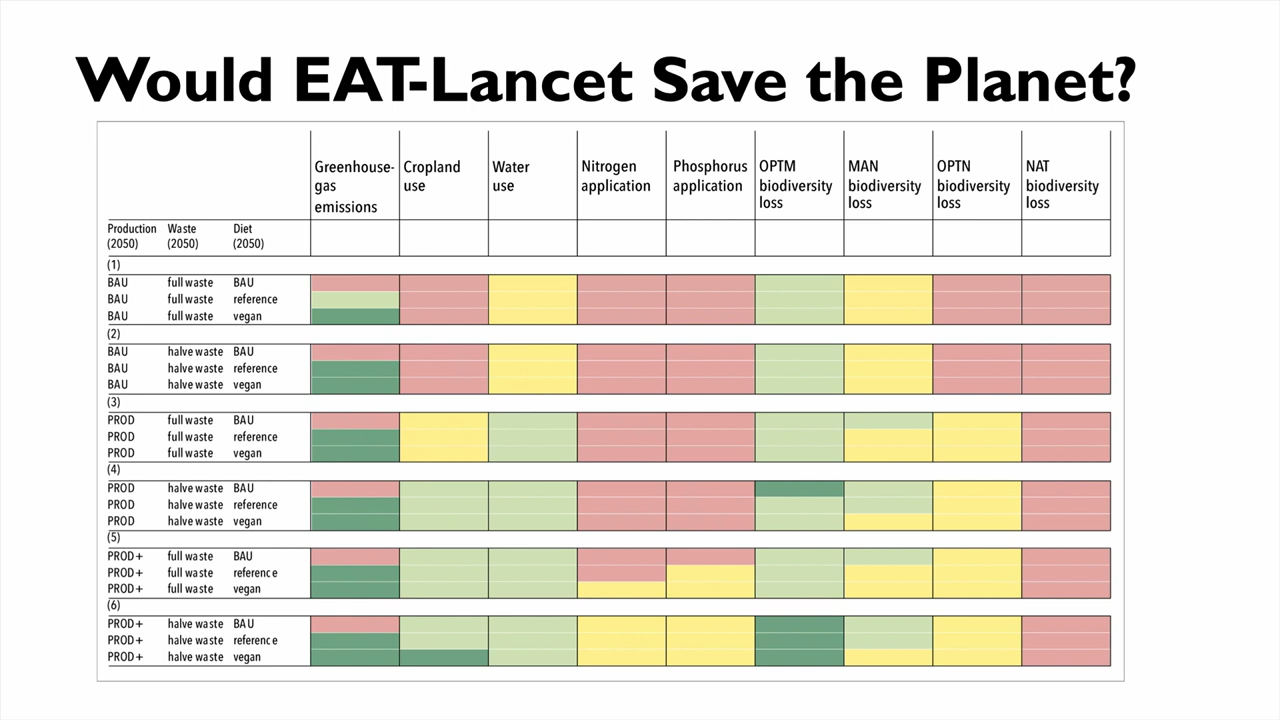 Would EAT-Lancet Save the Planet?
Greenhouse-gas emissions Cropland use Water use Nitrogen application Phosphorus application OPTM biodiversity loss MAN biodiversity loss OPTN biodiversity loss NAT biodiversity loss
Production (2050) Waste (2050) Diet (2050)
(1)
BAU full waste BAU
BAU full waste reference
BAU full waste vegan
(2)
BAU halve waste BAU
BAU halve waste reference
BAU halve waste vegan
(3)
PROD full waste BAU
PROD full waste reference
PROD full waste vegan
(4)
PROD halve waste BAU
PROD halve waste reference
PROD halve waste vegan
(5)
PROD+ full waste BAU
PROD+ full waste reference
PROD+ full waste vegan
(6)
PROD+ halve waste BAU
PROD+ halve waste reference
PROD+ halve waste vegan